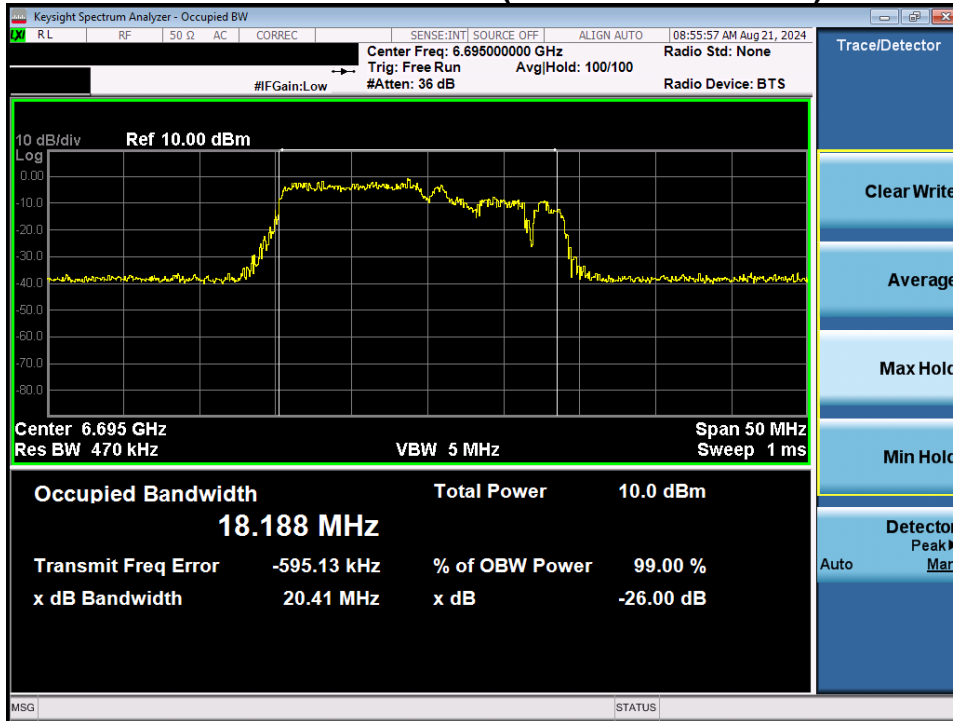 Keysight Spectrum Analyzer - Occupied BW
LXI RL RF 50 Ω AC CORREC SENSE:INT SOURCE OFF ALIGN AUTO 08:55:57 AM Aug 21, 2024
Center Freq: 6.695000000 GHz Radio Std: None
Trig: Free Run Avg|Hold: 100/100
#IFGain:Low #Atten: 36 dB Radio Device: BTS
Trace/Detector
10 dB/div Ref 10.00 dBm
Log
0.00
-10.0
-20.0
-30.0
-40.0
-50.0
-60.0
-70.0
-80.0
Center 6.695 GHz Span 50 MHz
Res BW 470 kHz VBW 5 MHz Sweep 1 ms
Occupied Bandwidth Total Power 10.0 dBm
18.188 MHz
Transmit Freq Error -595.13 kHz % of OBW Power 99.00 %
x dB Bandwidth 20.41 MHz x dB -26.00 dB
Clear Write
Average
Max Hold
Min Hold
Detector
Peak
Auto Man
MSG STATUS